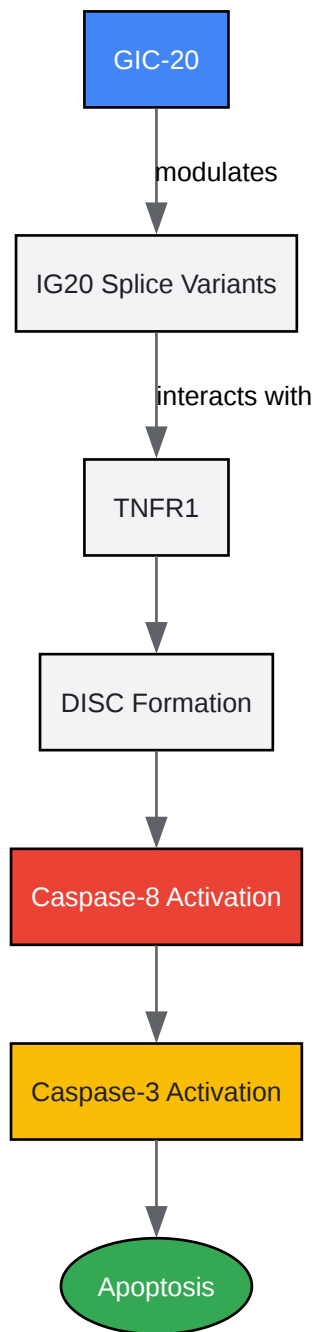 GIC-20
modulates
IG20 Splice Variants
interacts with
TNFR1
DISC Formation
Caspase-8 Activation
Caspase-3 Activation
Apoptosis